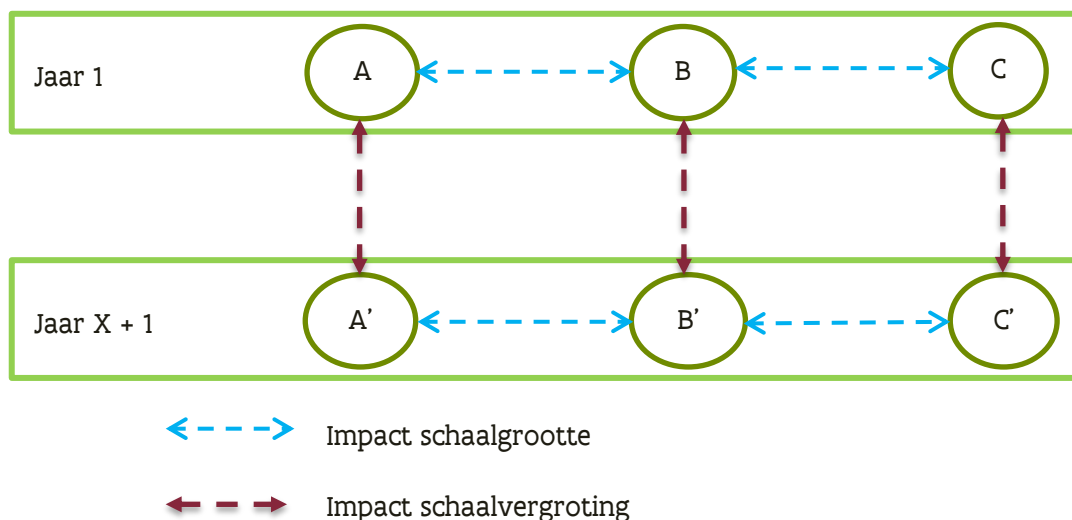 Jaar 1
A
B
C
Jaar X + 1
A’
B’
C’
Impact schaalgrootte
Impact schaalvergroting